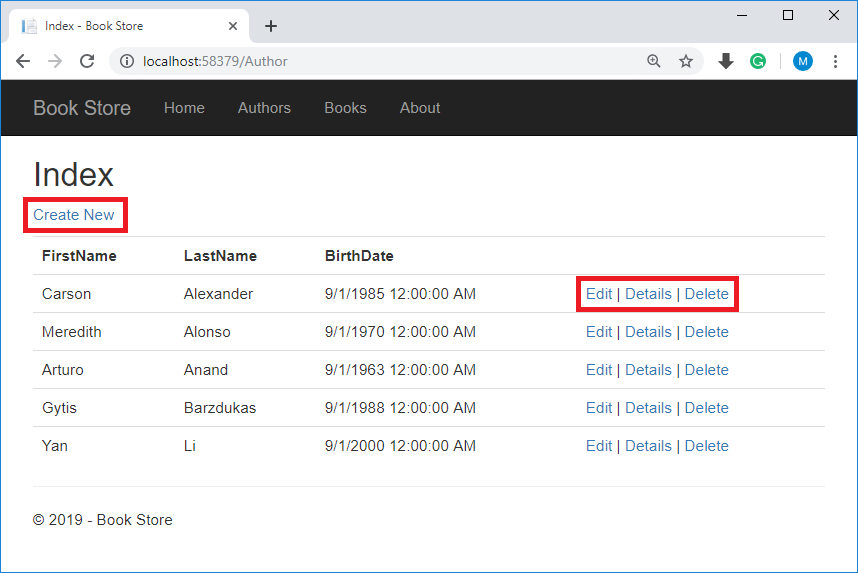 Index - Book Store
localhost:58379/Author
M
Book Store Home Authors Books About
Index
Create New
FirstName LastName BirthDate
Carson Alexander 9/1/1985 12:00:00 AM Edit | Details | Delete
Meredith Alonso 9/1/1970 12:00:00 AM Edit | Details | Delete
Arturo Anand 9/1/1963 12:00:00 AM Edit | Details | Delete
Gytis Barzdukas 9/1/1988 12:00:00 AM Edit | Details | Delete
Yan Li 9/1/2000 12:00:00 AM Edit | Details | Delete
© 2019 - Book Store